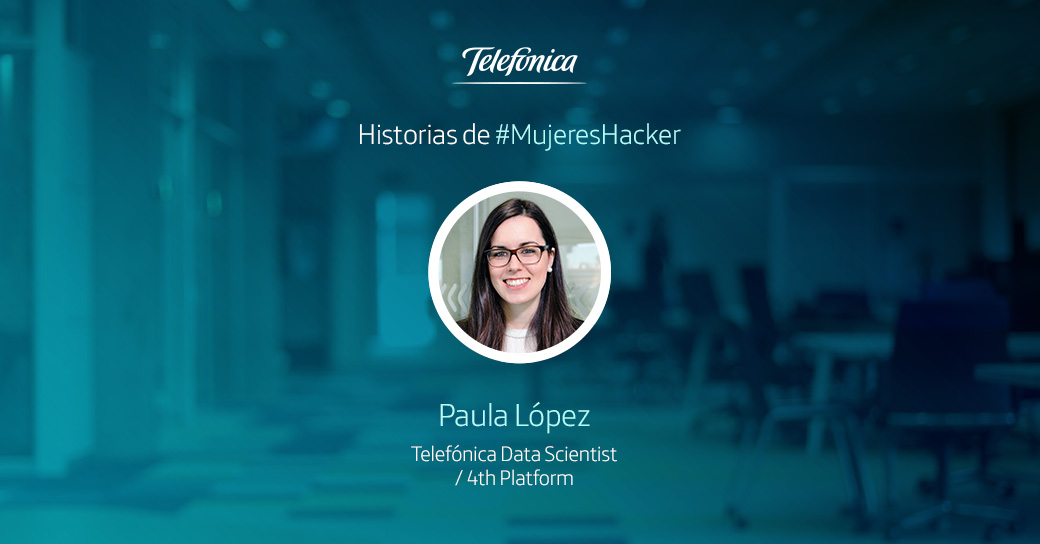 Telefónica
Historias de #MujeresHacker
Paula López
Telefónica Data Scientist
/ 4th Platform